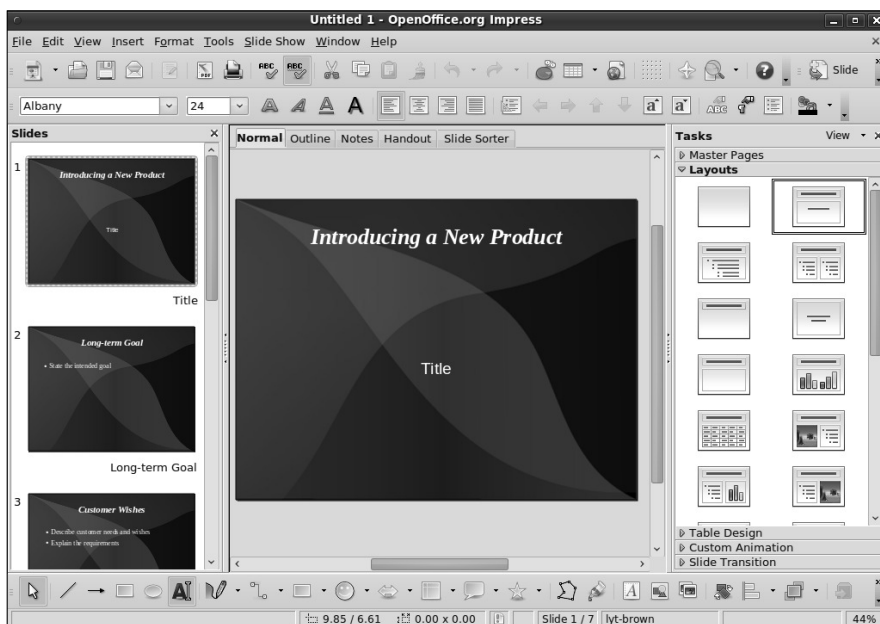 Untitled 1 - OpenOffice.org Impress
File Edit View Insert Format Tools Slide Show Window Help
ABC ABC Slide
Albany 24
Slides
Normal Outline Notes Handout Slide Sorter
Tasks View
1
Introducing a New Product
Title
Title
2
Long-term Goal
• State the intended goal
Long-term Goal
3
Customer Wishes
• Describe customer needs and wishes
• Explain the requirements
Introducing a New Product
Title
Master Pages
Layouts
Table Design
Custom Animation
Slide Transition
9.85 / 6.61 0.00 x 0.00 Slide 1 / 7 lyt-brown 44%